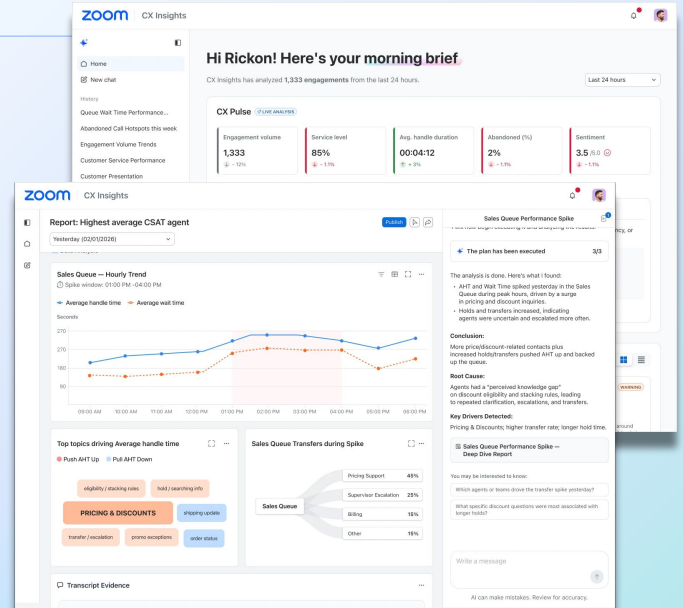 zoom CX Insights
Home
New chat
History
Queue Wait Time Performance...
Abandoned Call Hotspots this week
Engagement Volume Trends
Customer Service Performance
Customer Presentation
Hi Rickon! Here's your morning brief
CX Insights has analyzed 1,333 engagements from the last 24 hours.
Last 24 hours
CX Pulse
LIVE ANALYSIS
Engagement volume
1,333
- 12%
Service level
85%
- 1.1%
Avg. handle duration
00:04:12
+ 3%
Abandoned (%)
2%
- 1.1%
Sentiment
3.5 /5.0
- 1.1%
ncy, or
WARNING
around
zoom CX Insights
Report: Highest average CSAT agent
Publish
Yesterday (02/01/2026)
Sales Queue — Hourly Trend
Spike window: 01:00 PM -04:00 PM
Average handle time
Average wait time
Seconds
270
270
180
90
09:00 AM
10:00 AM
11:00 AM
12:00 PM
01:00 PM
02:00 PM
03:00 PM
04:00 PM
05:00 PM
06:00 PM
Top topics driving Average handle time
Push AHT Up
Pull AHT Down
eligibility / stacking rules
hold / searching info
PRICING & DISCOUNTS
shipping update
transfer / escalation
promo exceptions
order status
Sales Queue Transfers during Spike
Sales Queue
Pricing Support 45%
Supervisor Escalation 25%
Billing 15%
Other 15%
Transcript Evidence
Sales Queue Performance Spike
The plan has been executed 3/3
The analysis is done. Here's what I found:
• AHT and Wait Time spiked yesterday in the Sales
Queue during peak hours, driven by a surge
in pricing and discount inquiries.
• Holds and transfers increased, indicating
agents were uncertain and escalated more often.
Conclusion:
More price/discount-related contacts plus
increased holds/transfers pushed AHT up and backed
up the queue.
Root Cause:
Agents had a "perceived knowledge gap"
on discount eligibility and stacking rules, leading
to repeated clarification, escalations, and transfers.
Key Drivers Detected:
Pricing & Discounts; higher transfer rate; longer hold time.
Sales Queue Performance Spike —
Deep Dive Report
You may be interested to know:
Which agents or teams drove the transfer spike yesterday?
What specific discount questions were most associated with
longer holds?
Write a message
AI can make mistakes. Review for accuracy.